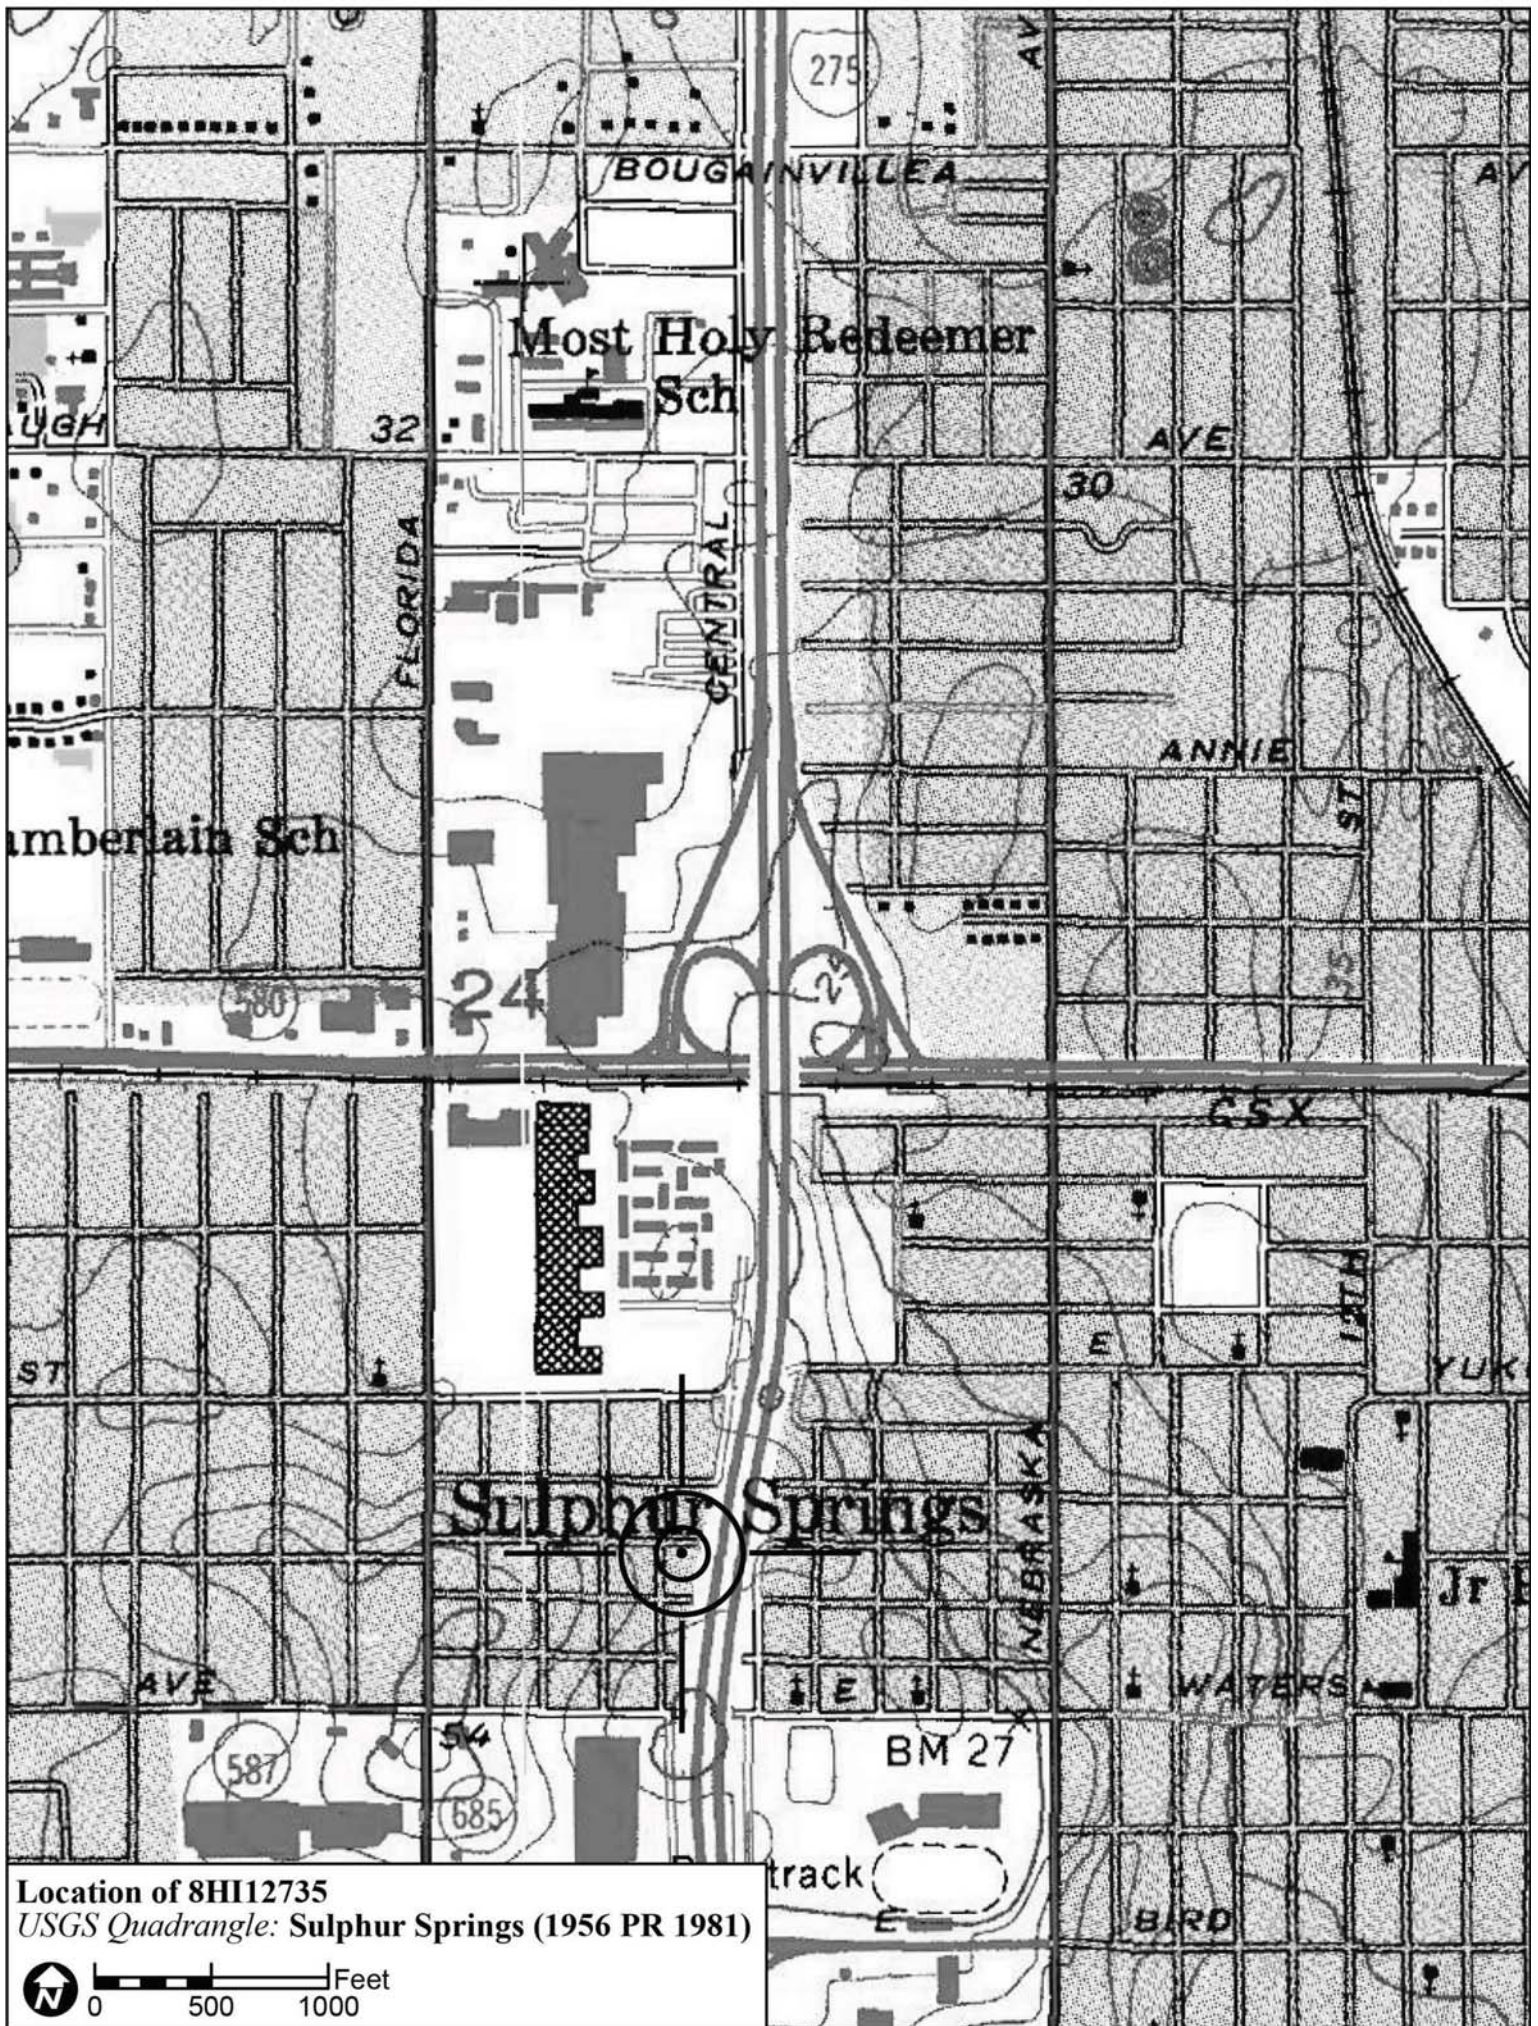 275
AV
BOUGAINVILLEA
AV
Most Holy Redeemer
Sch
32
AVE
30
FLORIDA
CENTRAL
ANNIE
ST
amberlain Sch
24
25
35
580
CSX
12TH
E
ST
YUK
Sulphur Springs
NEBRASKA
Jr
AVE
E
WATERS
54
BM 27
587
685
track
E
BIRD
Location of 8HI12735
USGS Quadrangle: Sulphur Springs (1956 PR 1981)
N
Feet
0 500 1000